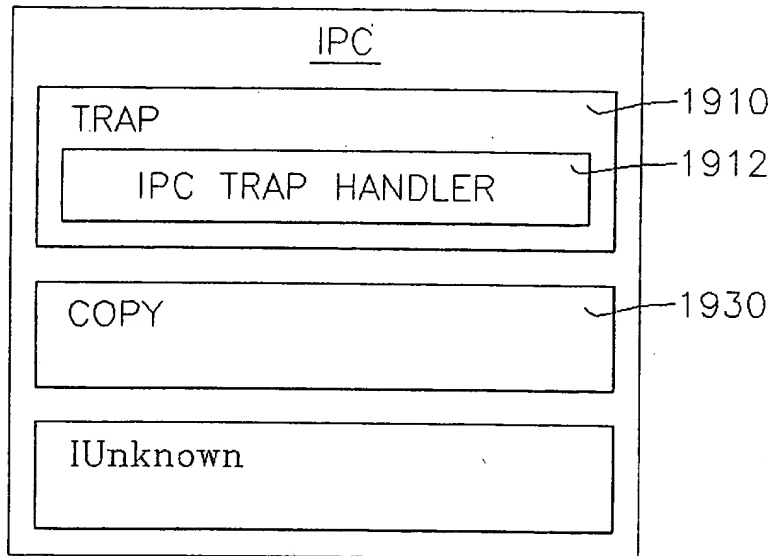 IPC
TRAP
1910
IPC TRAP HANDLER
1912
COPY
1930
IUnknown